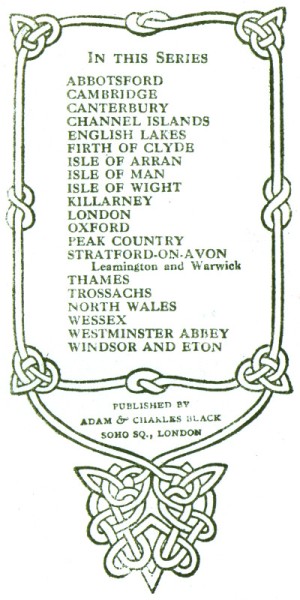 IN THIS SERIES
ABBOTSFORD
CAMBRIDGE
CANTERBURY
CHANNEL ISLANDS
ENGLISH LAKES
FIRTH OF CLYDE
ISLE OF ARRAN
ISLE OF MAN
ISLE OF WIGHT
KILLARNEY
LONDON
OXFORD
PEAK COUNTRY
STRATFORD-ON-AVON
Leamington and Warwick
THAMES
TROSSACHS
NORTH WALES
WESSEX
WESTMINSTER ABBEY
WINDSOR AND ETON
PUBLISHED BY
ADAM & CHARLES BLACK
SOHO SQ., LONDON